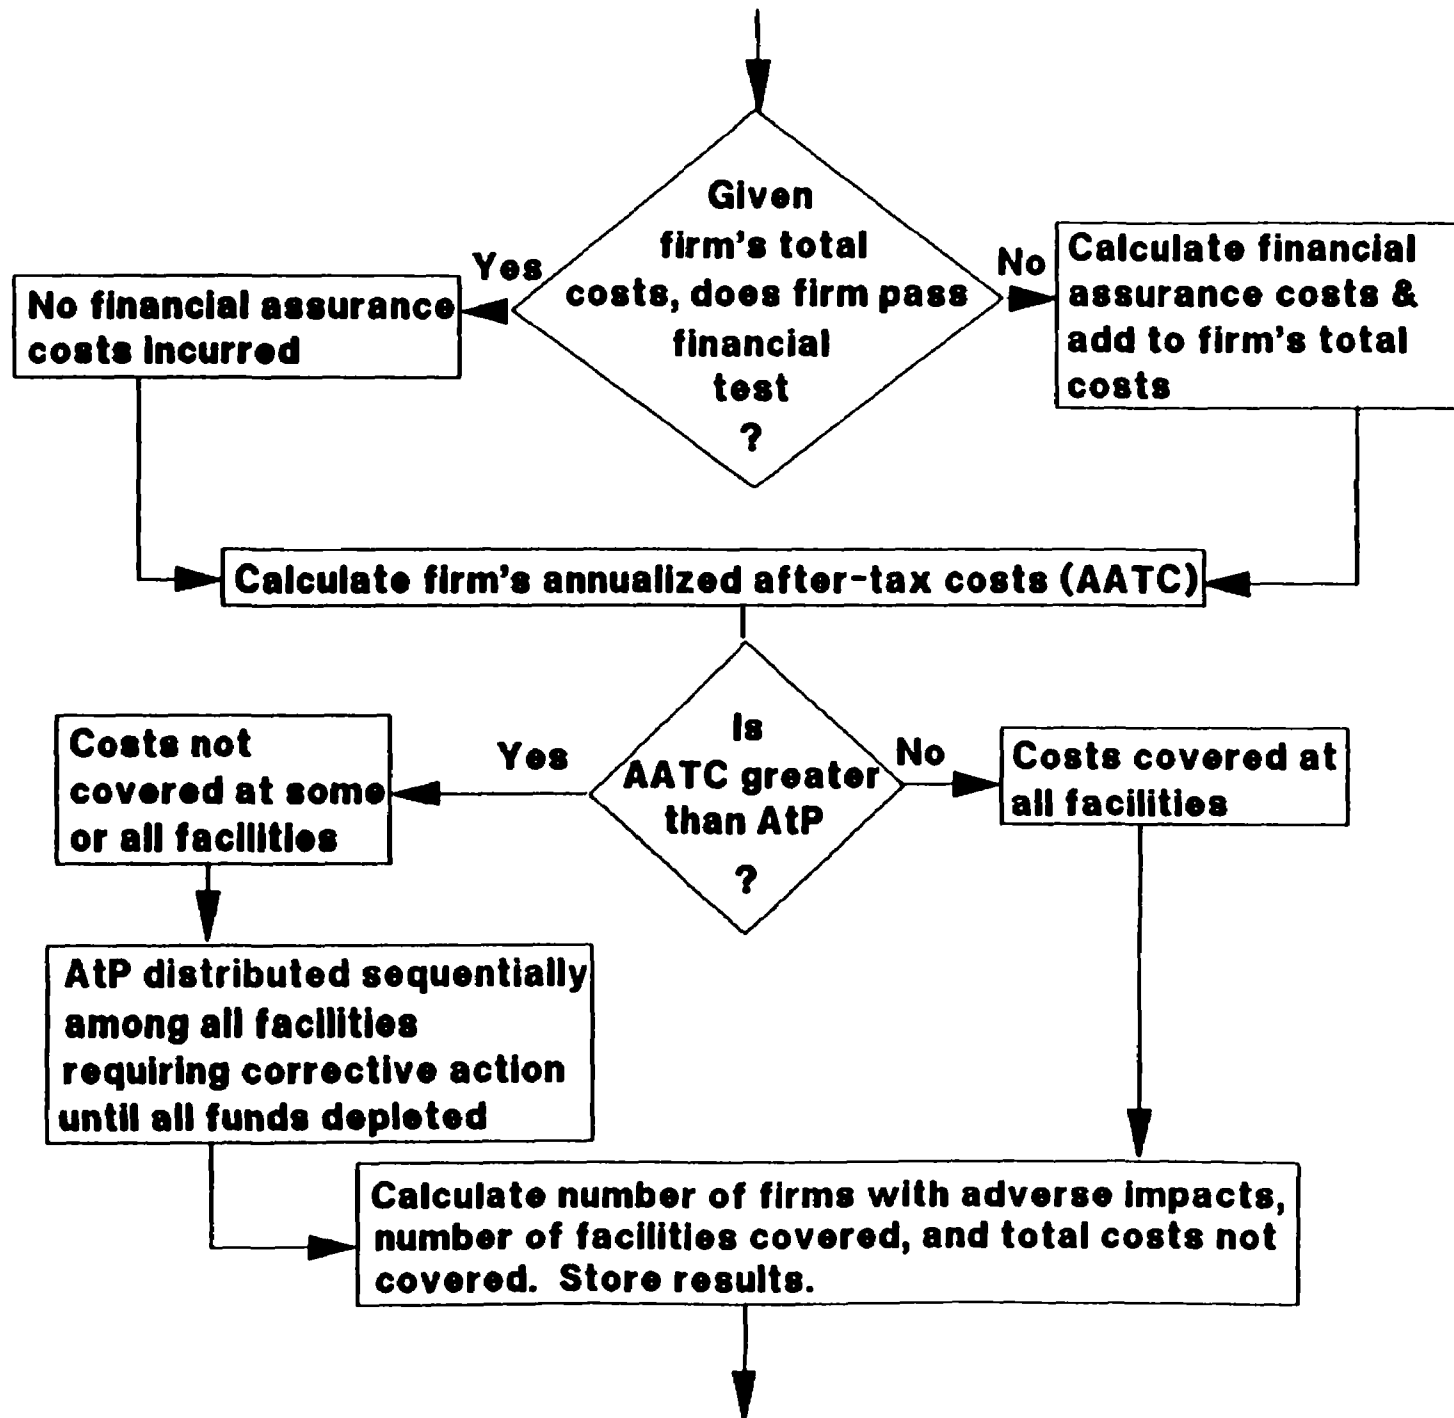 Given
firm's total
costs, does firm pass
financial
test
?
Yes
No
No financial assurance
costs incurred
Calculate financial
assurance costs &
add to firm's total
costs
Calculate firm's annualized after-tax costs (AATC)
Is
AATC greater
than AtP
?
Yes
No
Costs not
covered at some
or all facilities
Costs covered at
all facilities
AtP distributed sequentially
among all facilities
requiring corrective action
until all funds depleted
Calculate number of firms with adverse impacts,
number of facilities covered, and total costs not
covered. Store results.